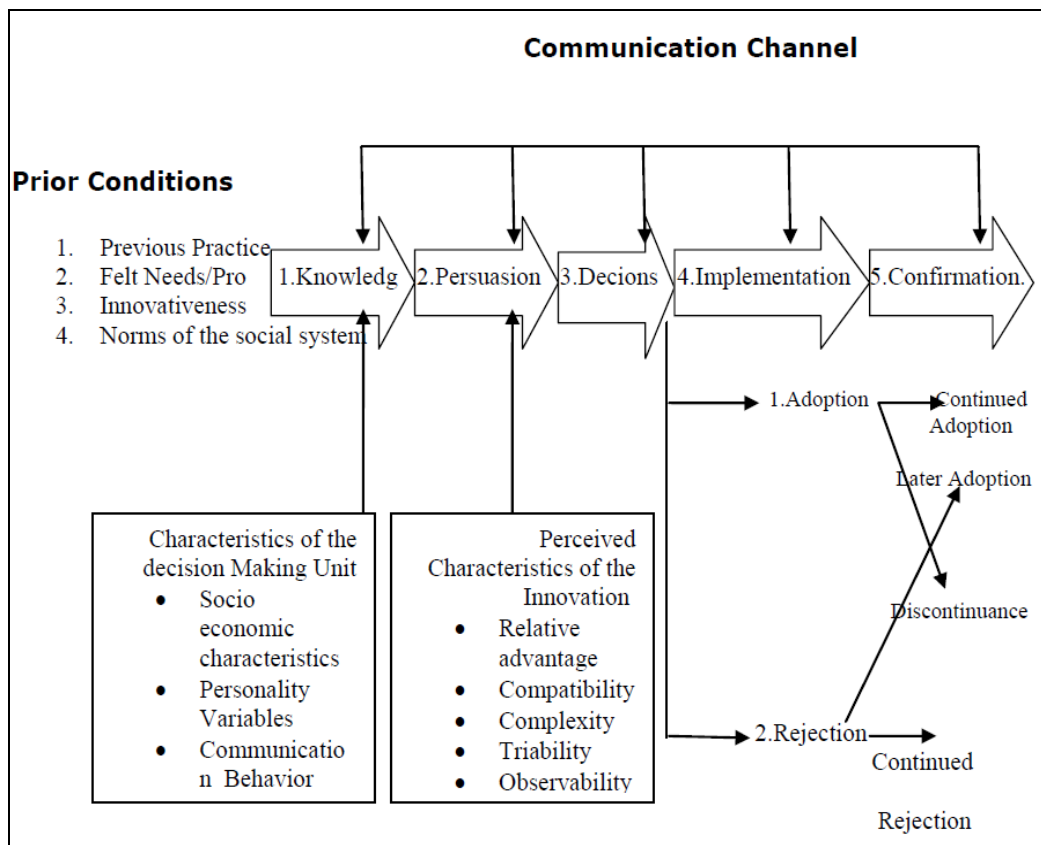 Communication Channel
Prior Conditions
1. Previous Practice
2. Felt Needs/Pro
3. Innovativeness
4. Norms of the social system
1.Knowledg
2.Persuasion
3.Decions
4.Implementation
5.Confirmation.
1.Adoption
Continued
Adoption
Later Adoption
Discontinuance
2.Rejection
Continued
Rejection
Characteristics of the
decision Making Unit
● Socio
economic
characteristics
● Personality
Variables
● Communicatio
n Behavior
Perceived
Characteristics of the
Innovation
● Relative
advantage
● Compatibility
● Complexity
● Triability
● Observability